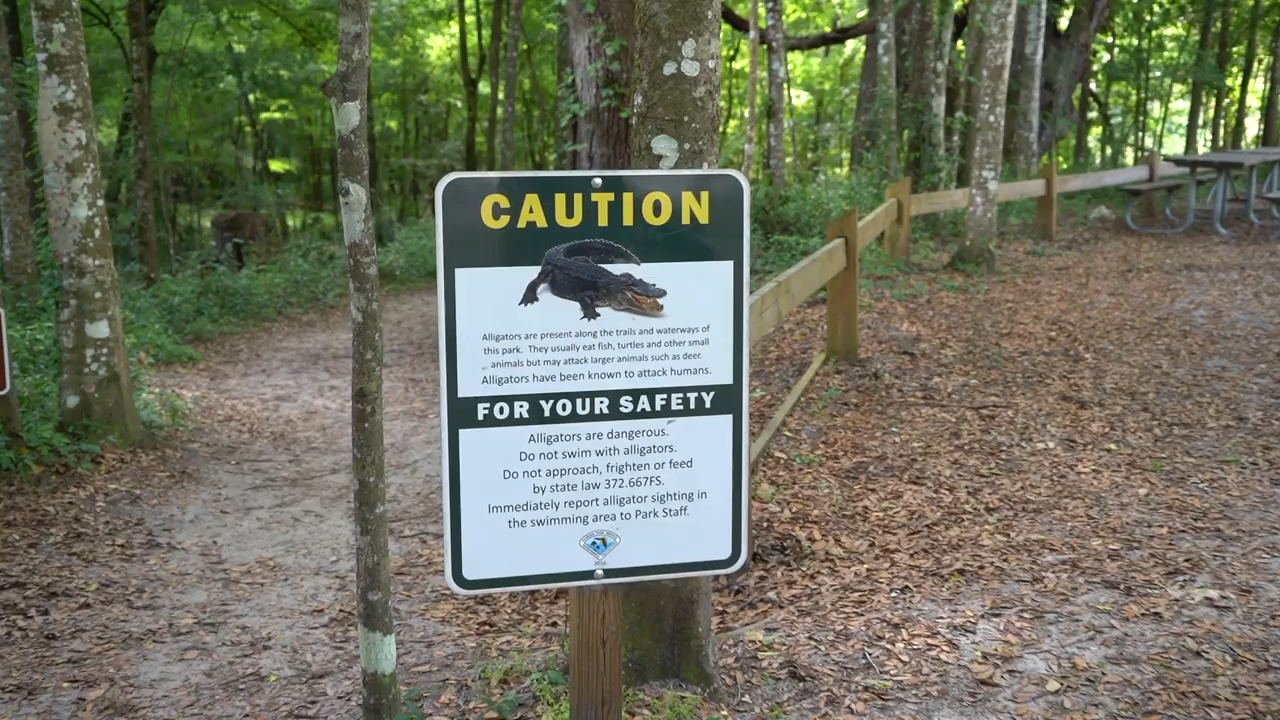 CAUTION
Alligators are present along the trails and waterways of
this park. They usually eat fish, turtles and other small
animals but may attack larger animals such as deer.
Alligators have been known to attack humans.
FOR YOUR SAFETY
Alligators are dangerous.
Do not swim with alligators.
Do not approach, frighten or feed
by state law 372.667FS.
Immediately report alligator sighting in
the swimming area to Park Staff.